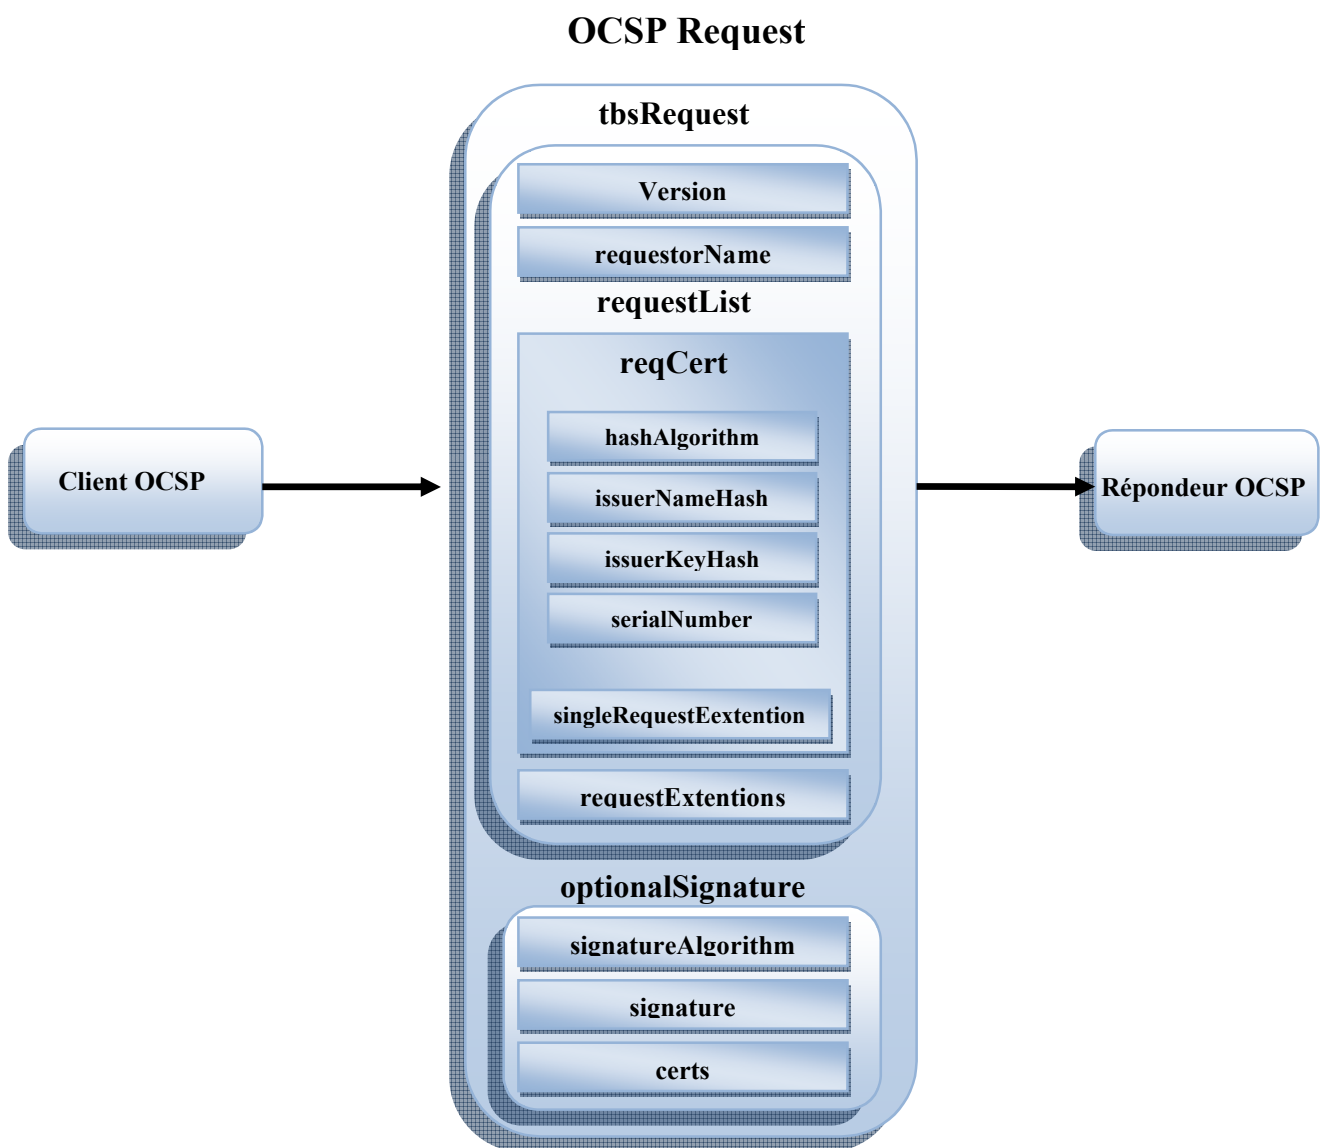 OCSP Request
tbsRequest
Version
requestorName
requestList
reqCert
hashAlgorithm
issuerNameHash
issuerKeyHash
serialNumber
singleRequestEextention
requestExtentions
optionalSignature
signatureAlgorithm
signature
certs
Client OCSP
Répondeur OCSP